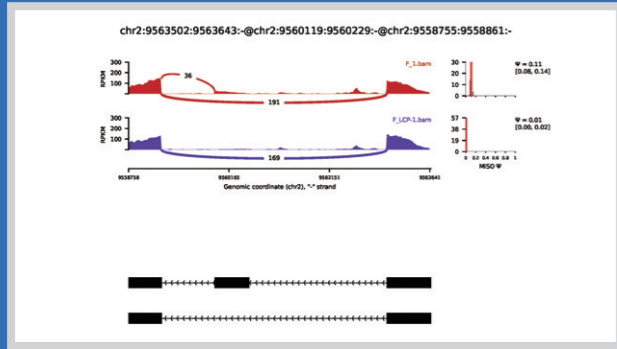 chr2:9563502:9563643:-@chr2:9560119:9560229:-@chr2:9558755:9558861:-
300
200
100
RPKM
36
191
F_1.bam
30
20
10
0
Ψ = 0.11
[0.08, 0.14]
300
200
100
RPKM
169
F_LCP-1.bam
57
38
19
0
Ψ = 0.01
[0.00, 0.02]
0 0.2 0.4 0.6 0.8 1
MISO Ψ
9558758 9560165 9563151 9563641
Genomic coordinate (chr2), "-" strand